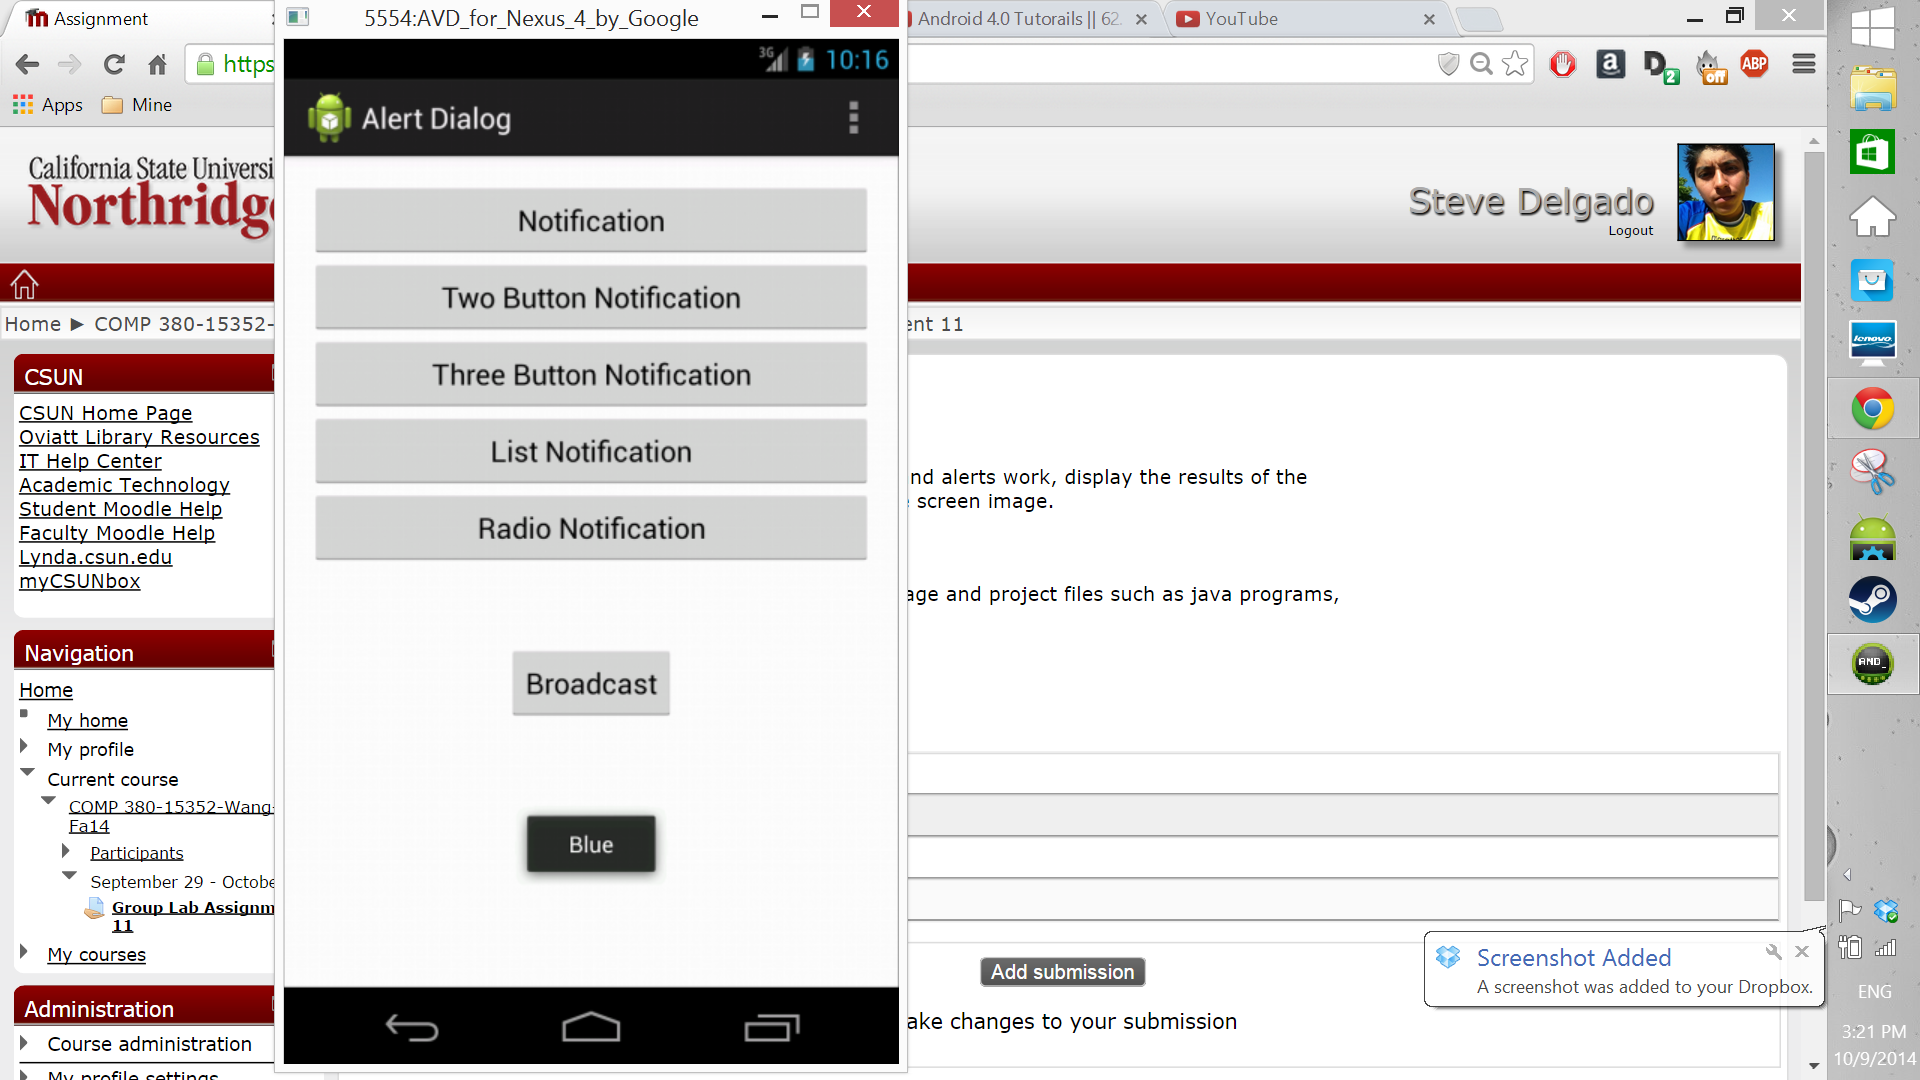 Assignment
5554:AVD_for_Nexus_4_by_Google
Android 4.0 Tutorails || 62.
YouTube
https
2
off
ABP
Apps
Mine
3G
10:16
Alert Dialog
California State Universi
Northridge
Steve Delgado
Logout
Home ► COMP 380-15352-
ent 11
Notification
Two Button Notification
Three Button Notification
List Notification
Radio Notification
Broadcast
Blue
CSUN
CSUN Home Page
Oviatt Library Resources
IT Help Center
Academic Technology
Student Moodle Help
Faculty Moodle Help
Lynda.csun.edu
myCSUNbox
nd alerts work, display the results of the
screen image.
age and project files such as java programs,
Navigation
Home
My home
My profile
Current course
COMP 380-15352-Wang-
Fa14
Participants
September 29 - Octobe
Group Lab Assignm
11
My courses
Administration
Course administration
My profile settings
Add submission
ake changes to your submission
Screenshot Added
A screenshot was added to your Dropbox.
lenovo
AND_
ENG
3:21 PM
10/9/2014